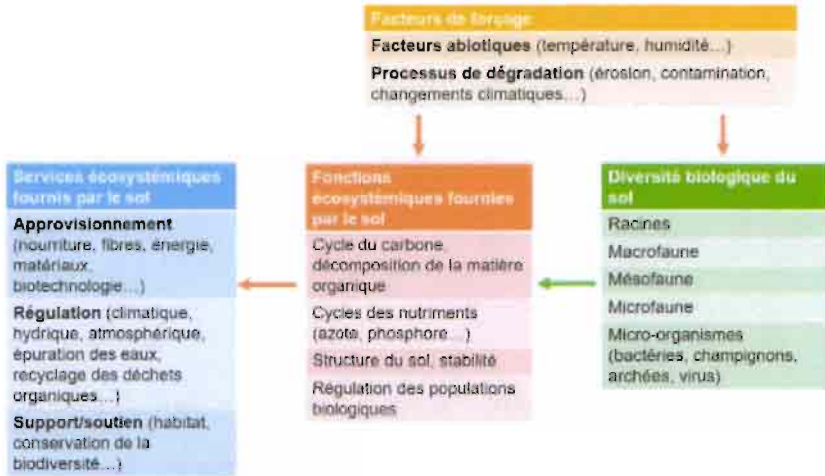 Facteurs de forçage
Facteurs abiotiques (température, humidité…)
Processus de dégradation (érosion, contamination,
changements climatiques…)
Services écosystémiques
fournis par le sol
Approvisionnement
(nourriture, fibres, énergie,
matériaux,
biotechnologie…)
Régulation (climatique,
hydrique, atmosphérique,
épuration des eaux,
recyclage des déchets
organiques…)
Support/soutien (habitat,
conservation de la
biodiversité…)
Fonctions
écosystémiques fournies
par le sol
Cycle du carbone,
décomposition de la matière
organique
Cycles des nutriments
(azote, phosphore…)
Structure du sol, stabilité
Régulation des populations
biologiques
Diversité biologique du
sol
Racines
Macrofaune
Mésofaune
Microfaune
Micro-organismes
(bactéries, champignons,
archées, virus)